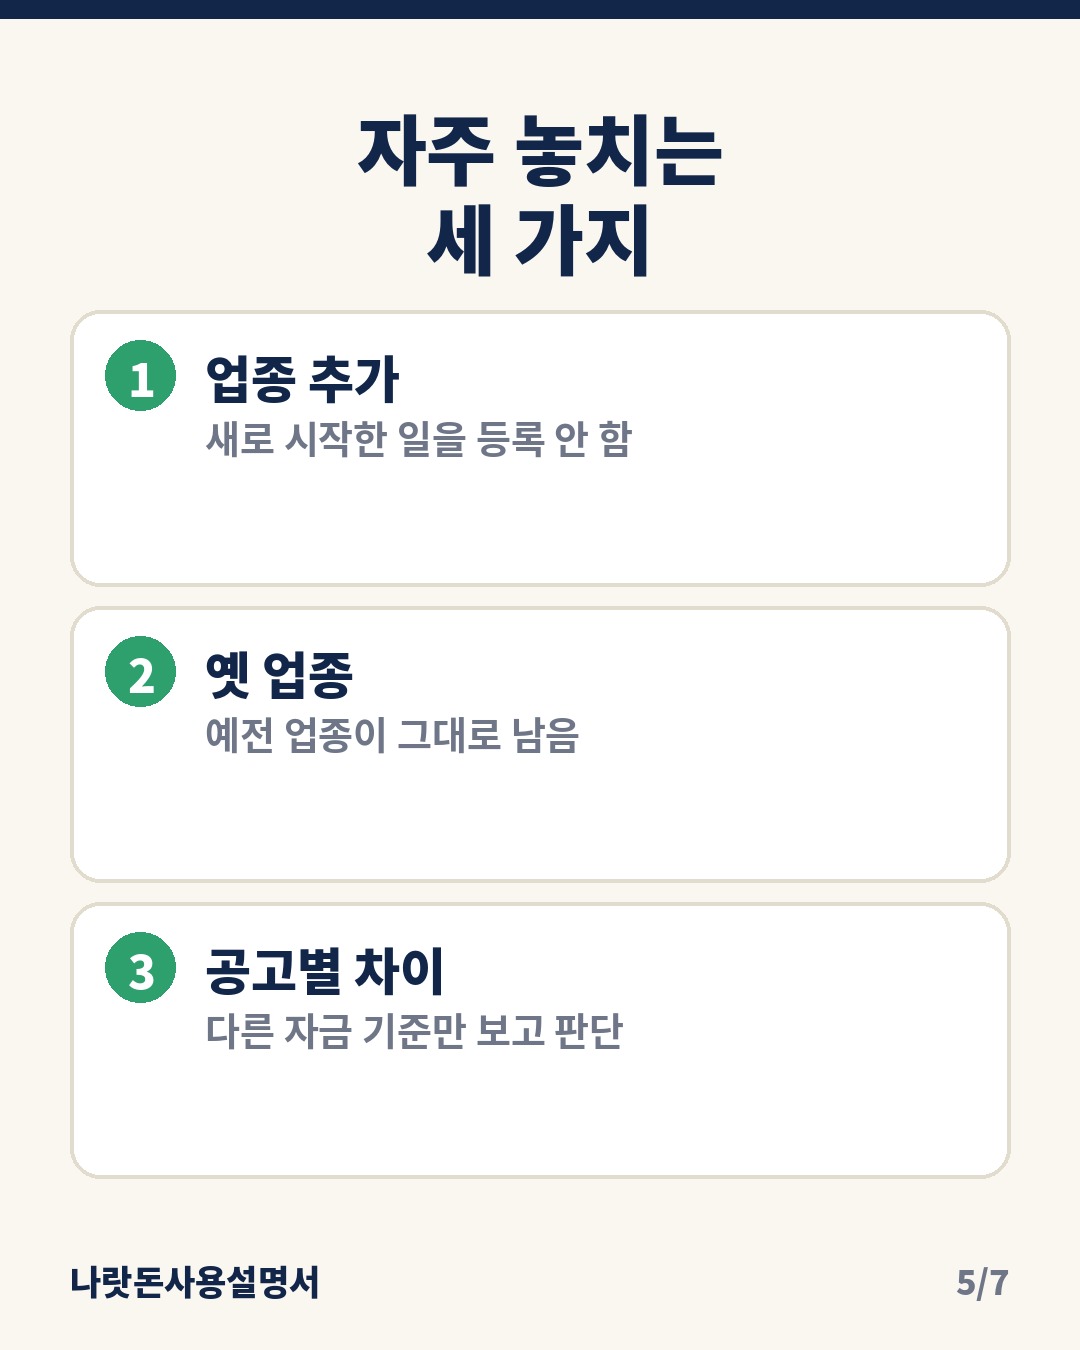 자주 놓치는
세 가지
1 업종 추가
새로 시작한 일을 등록 안 함
2 옛 업종
예전 업종이 그대로 남음
3 공고별 차이
다른 자금 기준만 보고 판단
나랏돈사용설명서 5/7